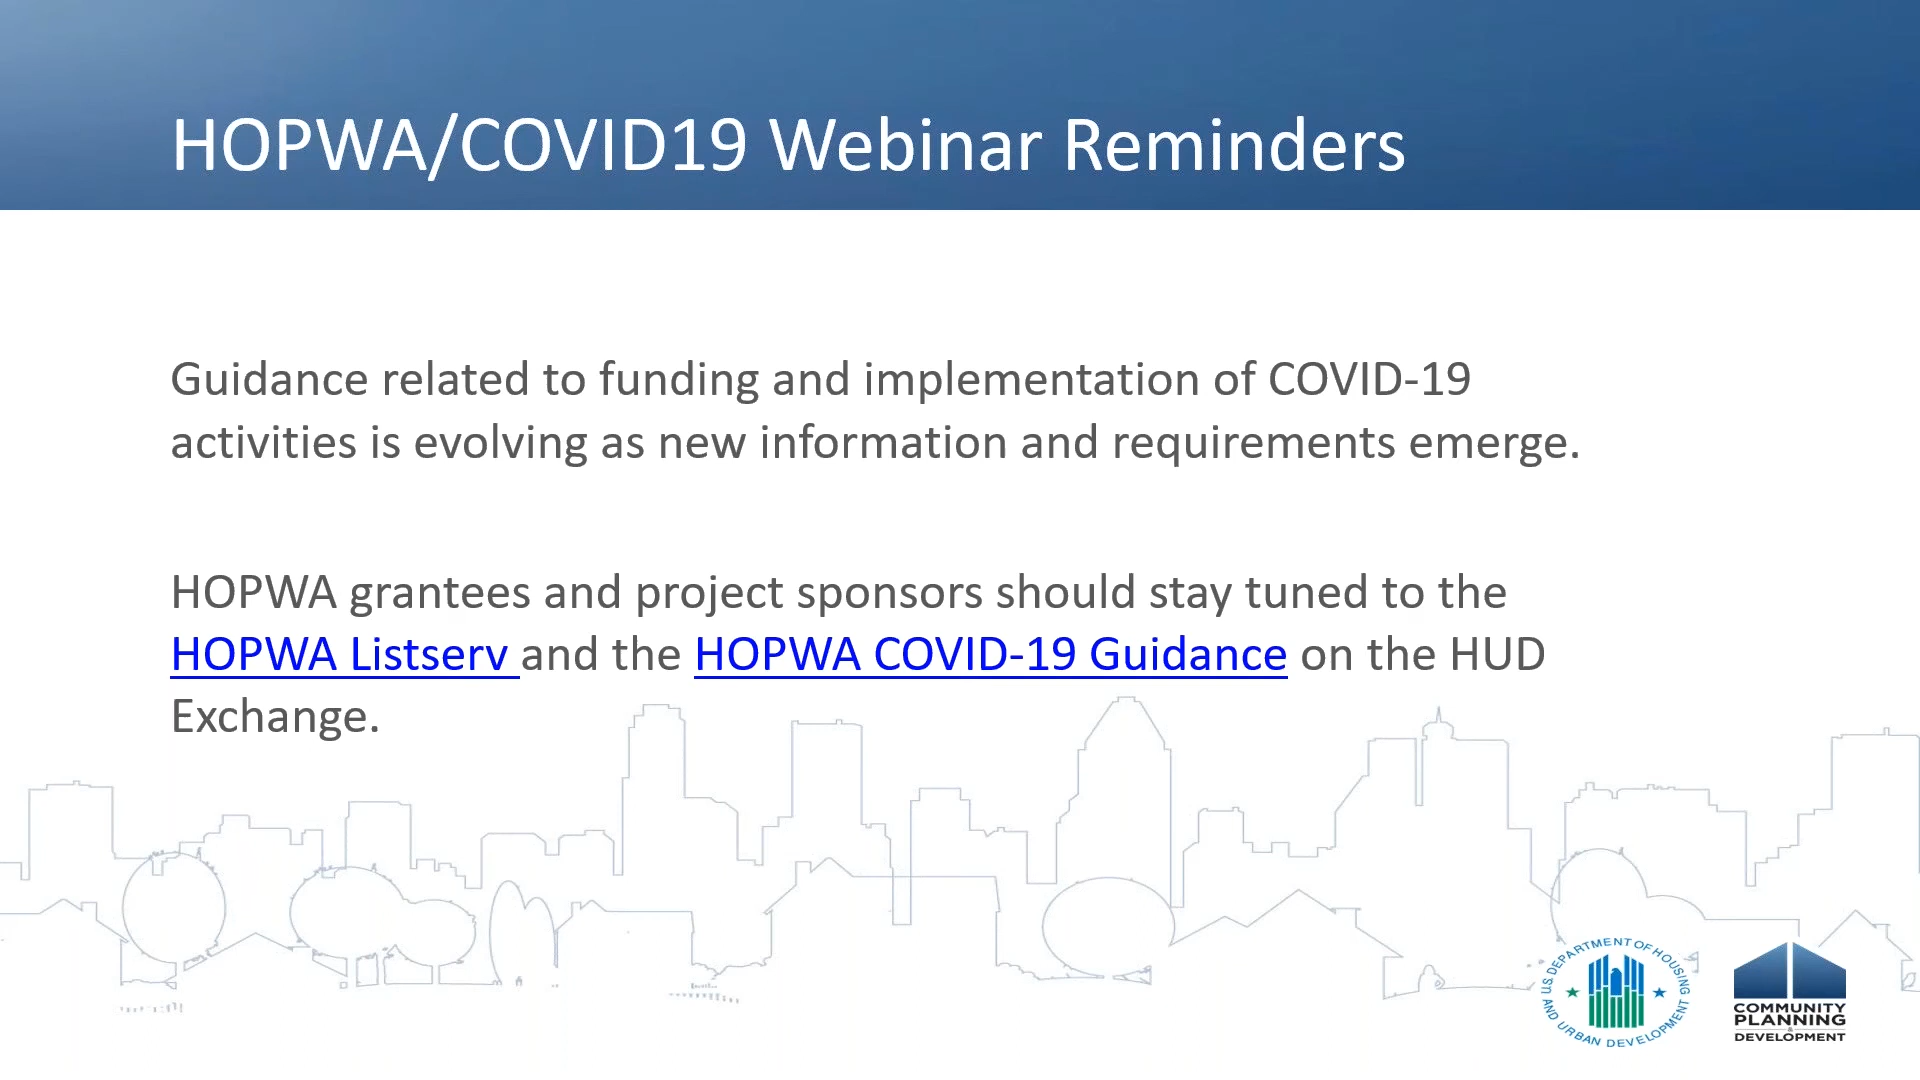 HOPWA/COVID19 Webinar Reminders
Guidance related to funding and implementation of COVID-19
activities is evolving as new information and requirements emerge.
HOPWA grantees and project sponsors should stay tuned to the
HOPWA Listserv and the HOPWA COVID-19 Guidance on the HUD
Exchange.
U.S. DEPARTMENT OF HOUSING
AND URBAN DEVELOPMENT
COMMUNITY
PLANNING
&
DEVELOPMENT